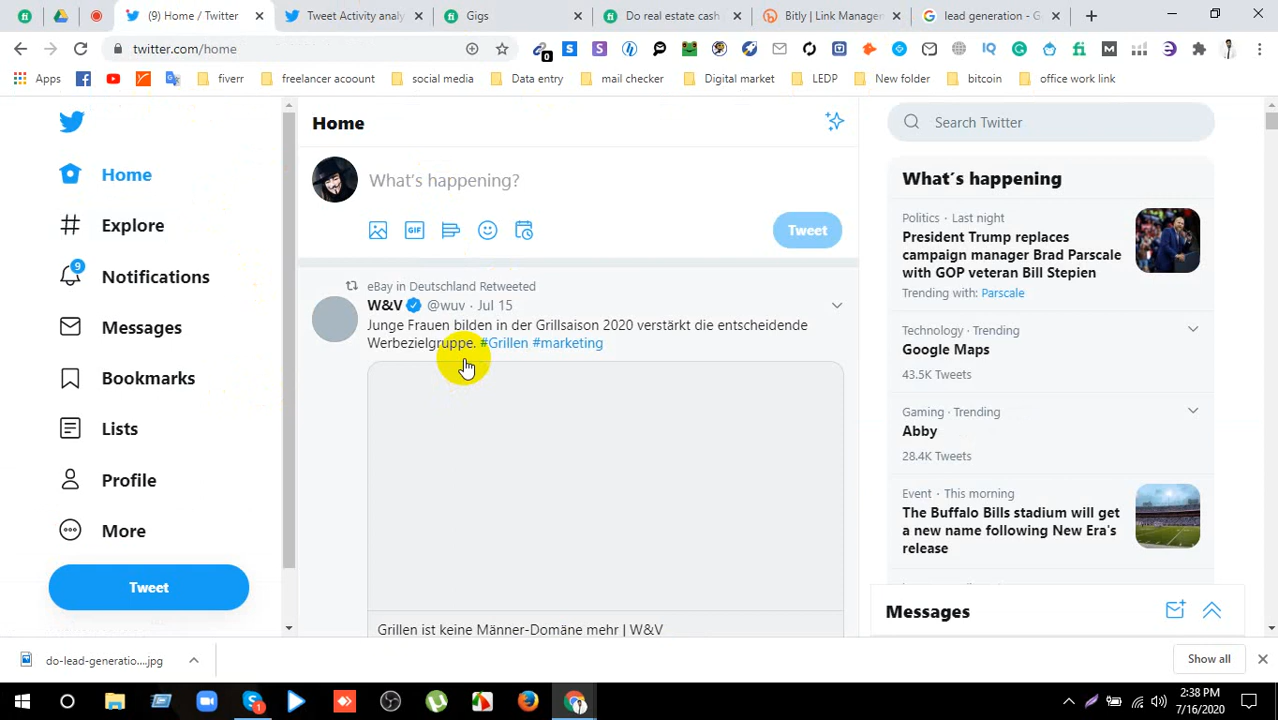 (9) Home / Twitter
Tweet Activity analy
Gigs
Do real estate cash
Bitly | Link Manage
lead generation - G
twitter.com/home
Apps
fiverr
freelancer acoount
social media
Data entry
mail checker
Digital market
LEDP
New folder
bitcoin
office work link
Home
Explore
9
Notifications
Messages
Bookmarks
Lists
Profile
More
Tweet
Home
What's happening?
GIF
Tweet
eBay in Deutschland Retweeted
W&V @wuv · Jul 15
Junge Frauen bilden in der Grillsaison 2020 verstärkt die entscheidende
Werbezielgruppe. #Grillen #marketing
Grillen ist keine Männer-Domäne mehr | W&V
Search Twitter
What's happening
Politics · Last night
President Trump replaces
campaign manager Brad Parscale
with GOP veteran Bill Stepien
Trending with: Parscale
Technology · Trending
Google Maps
43.5K Tweets
Gaming · Trending
Abby
28.4K Tweets
Event · This morning
The Buffalo Bills stadium will get
a new name following New Era's
release
Messages
do-lead-generatio....jpg
Show all
2:38 PM
7/16/2020